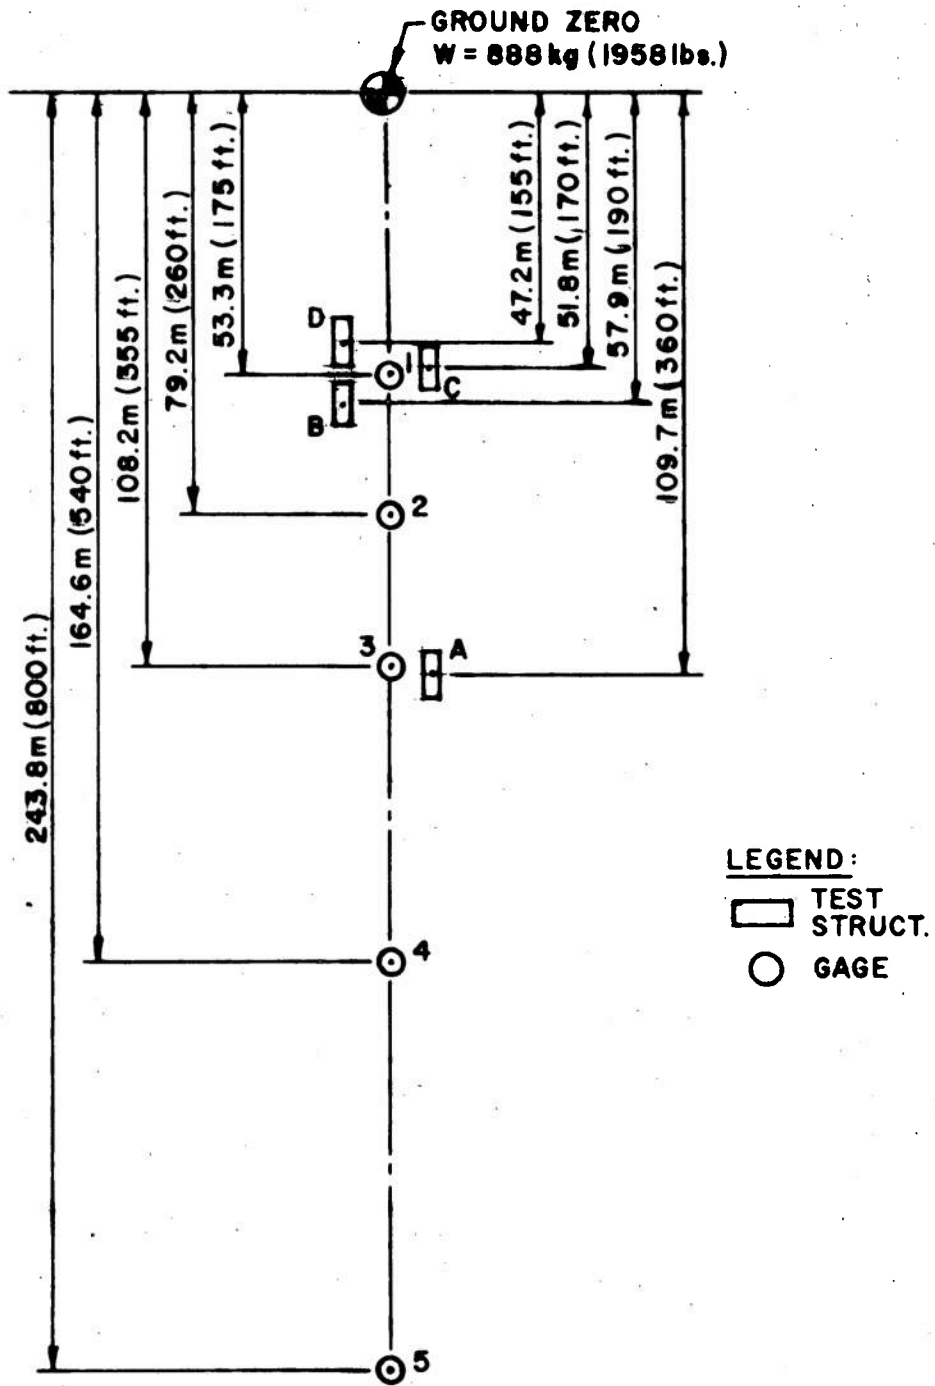 GROUND ZERO
W = 888 kg (1958 lbs.)
243.8m (800 ft.)
164.6m (540 ft.)
108.2m (355 ft.)
79.2m (260 ft.)
53.3m (175 ft.)
47.2m (155 ft.)
51.8m (170 ft.)
57.9m (190 ft.)
109.7m (360 ft.)
D
1
C
B
2
3
A
4
5
LEGEND:
TEST
STRUCT.
GAGE